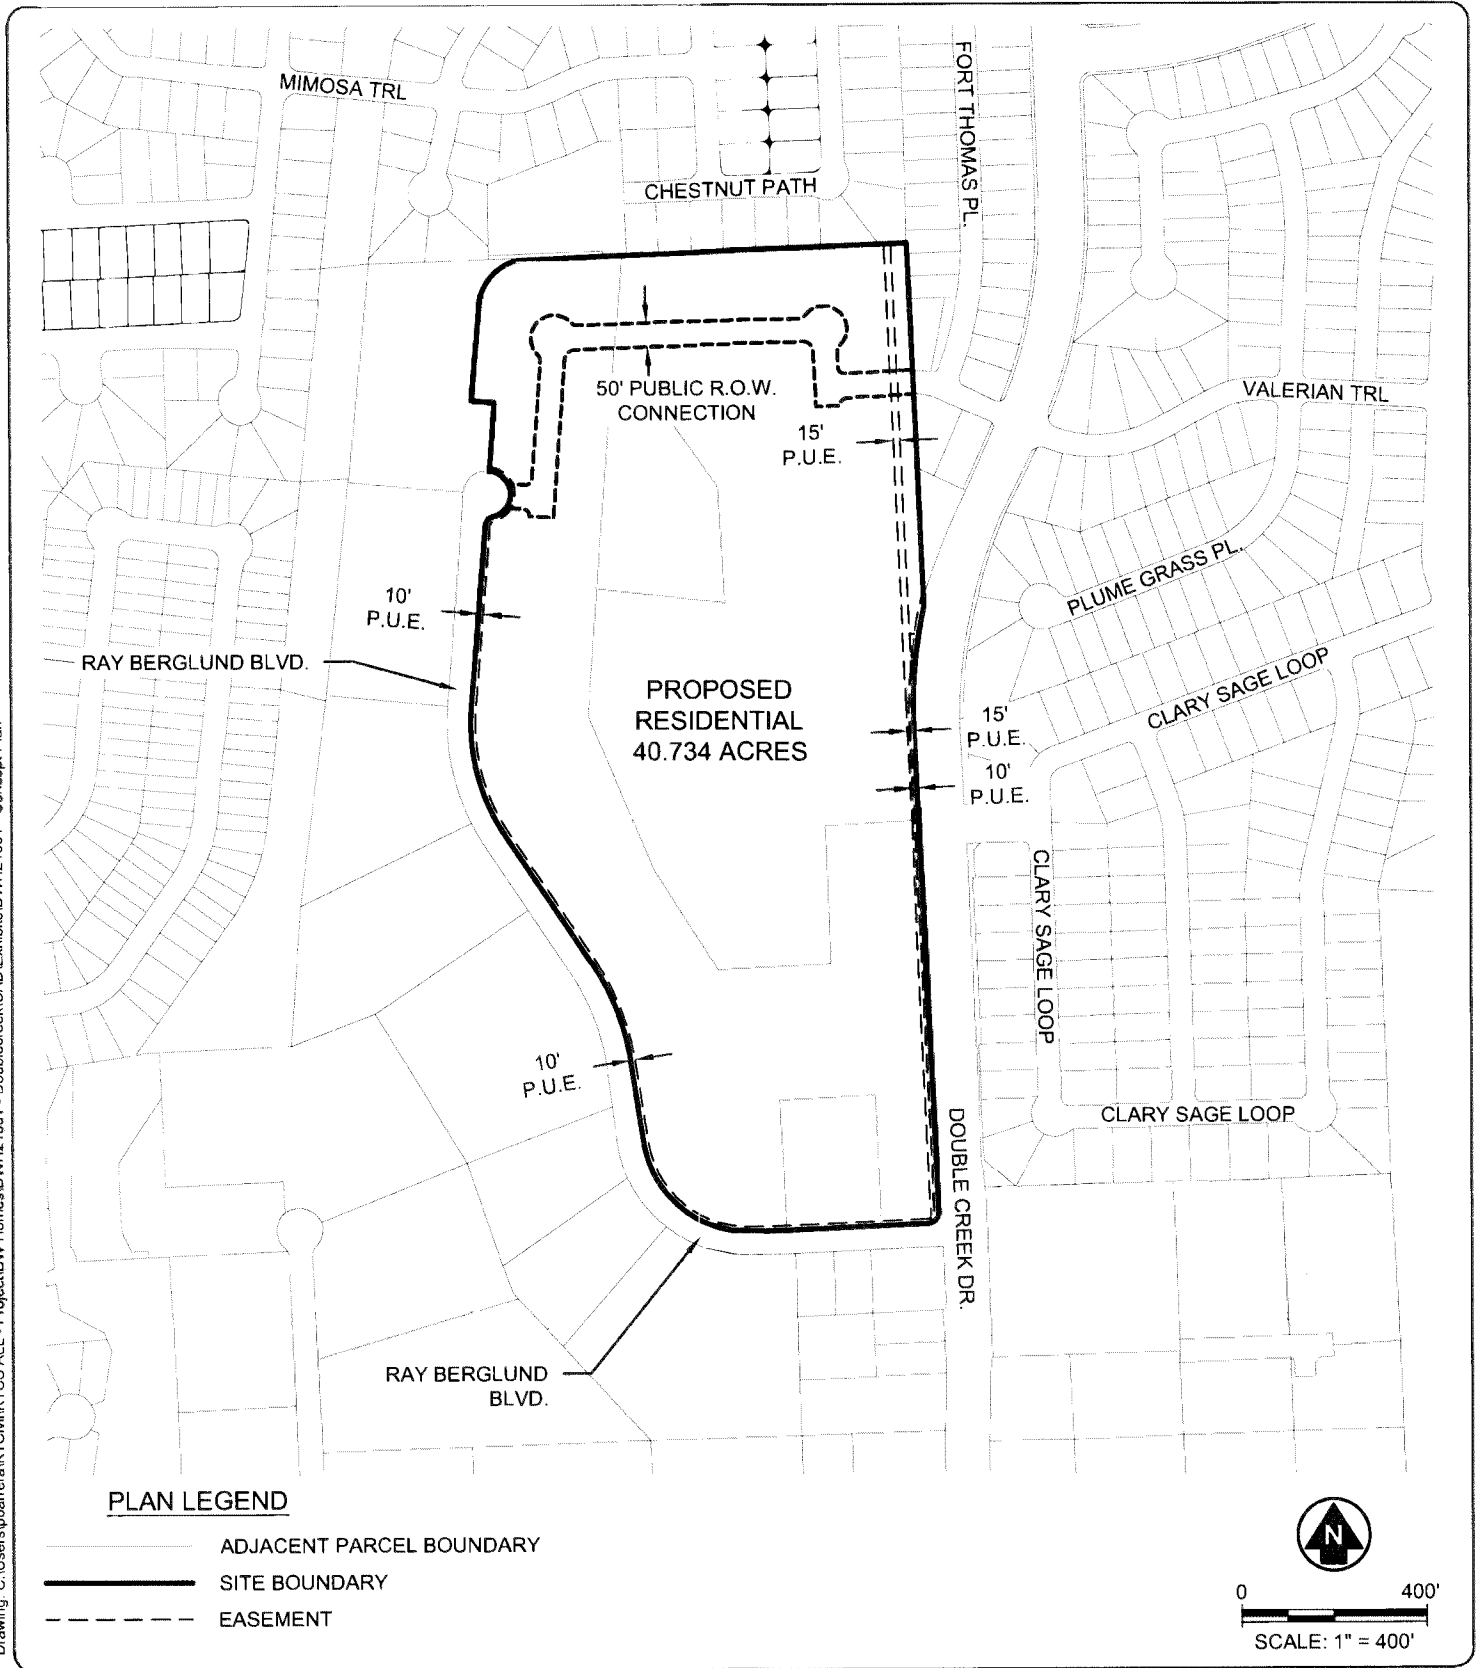 MIMOSA TRL
FORT THOMAS PL.
CHESTNUT PATH
50' PUBLIC R.O.W.
CONNECTION
VALERIAN TRL
15'
P.U.E.
PLUME GRASS PL.
10'
P.U.E.
RAY BERGLUND BLVD.
CLARY SAGE LOOP
PROPOSED
RESIDENTIAL
40.734 ACRES
15'
P.U.E.
10'
P.U.E.
CLARY SAGE LOOP
10'
P.U.E.
CLARY SAGE LOOP
DOUBLE CREEK DR.
RAY BERGLUND
BLVD.
PLAN LEGEND
ADJACENT PARCEL BOUNDARY
SITE BOUNDARY
EASEMENT
N
0 400'
SCALE: 1" = 400'